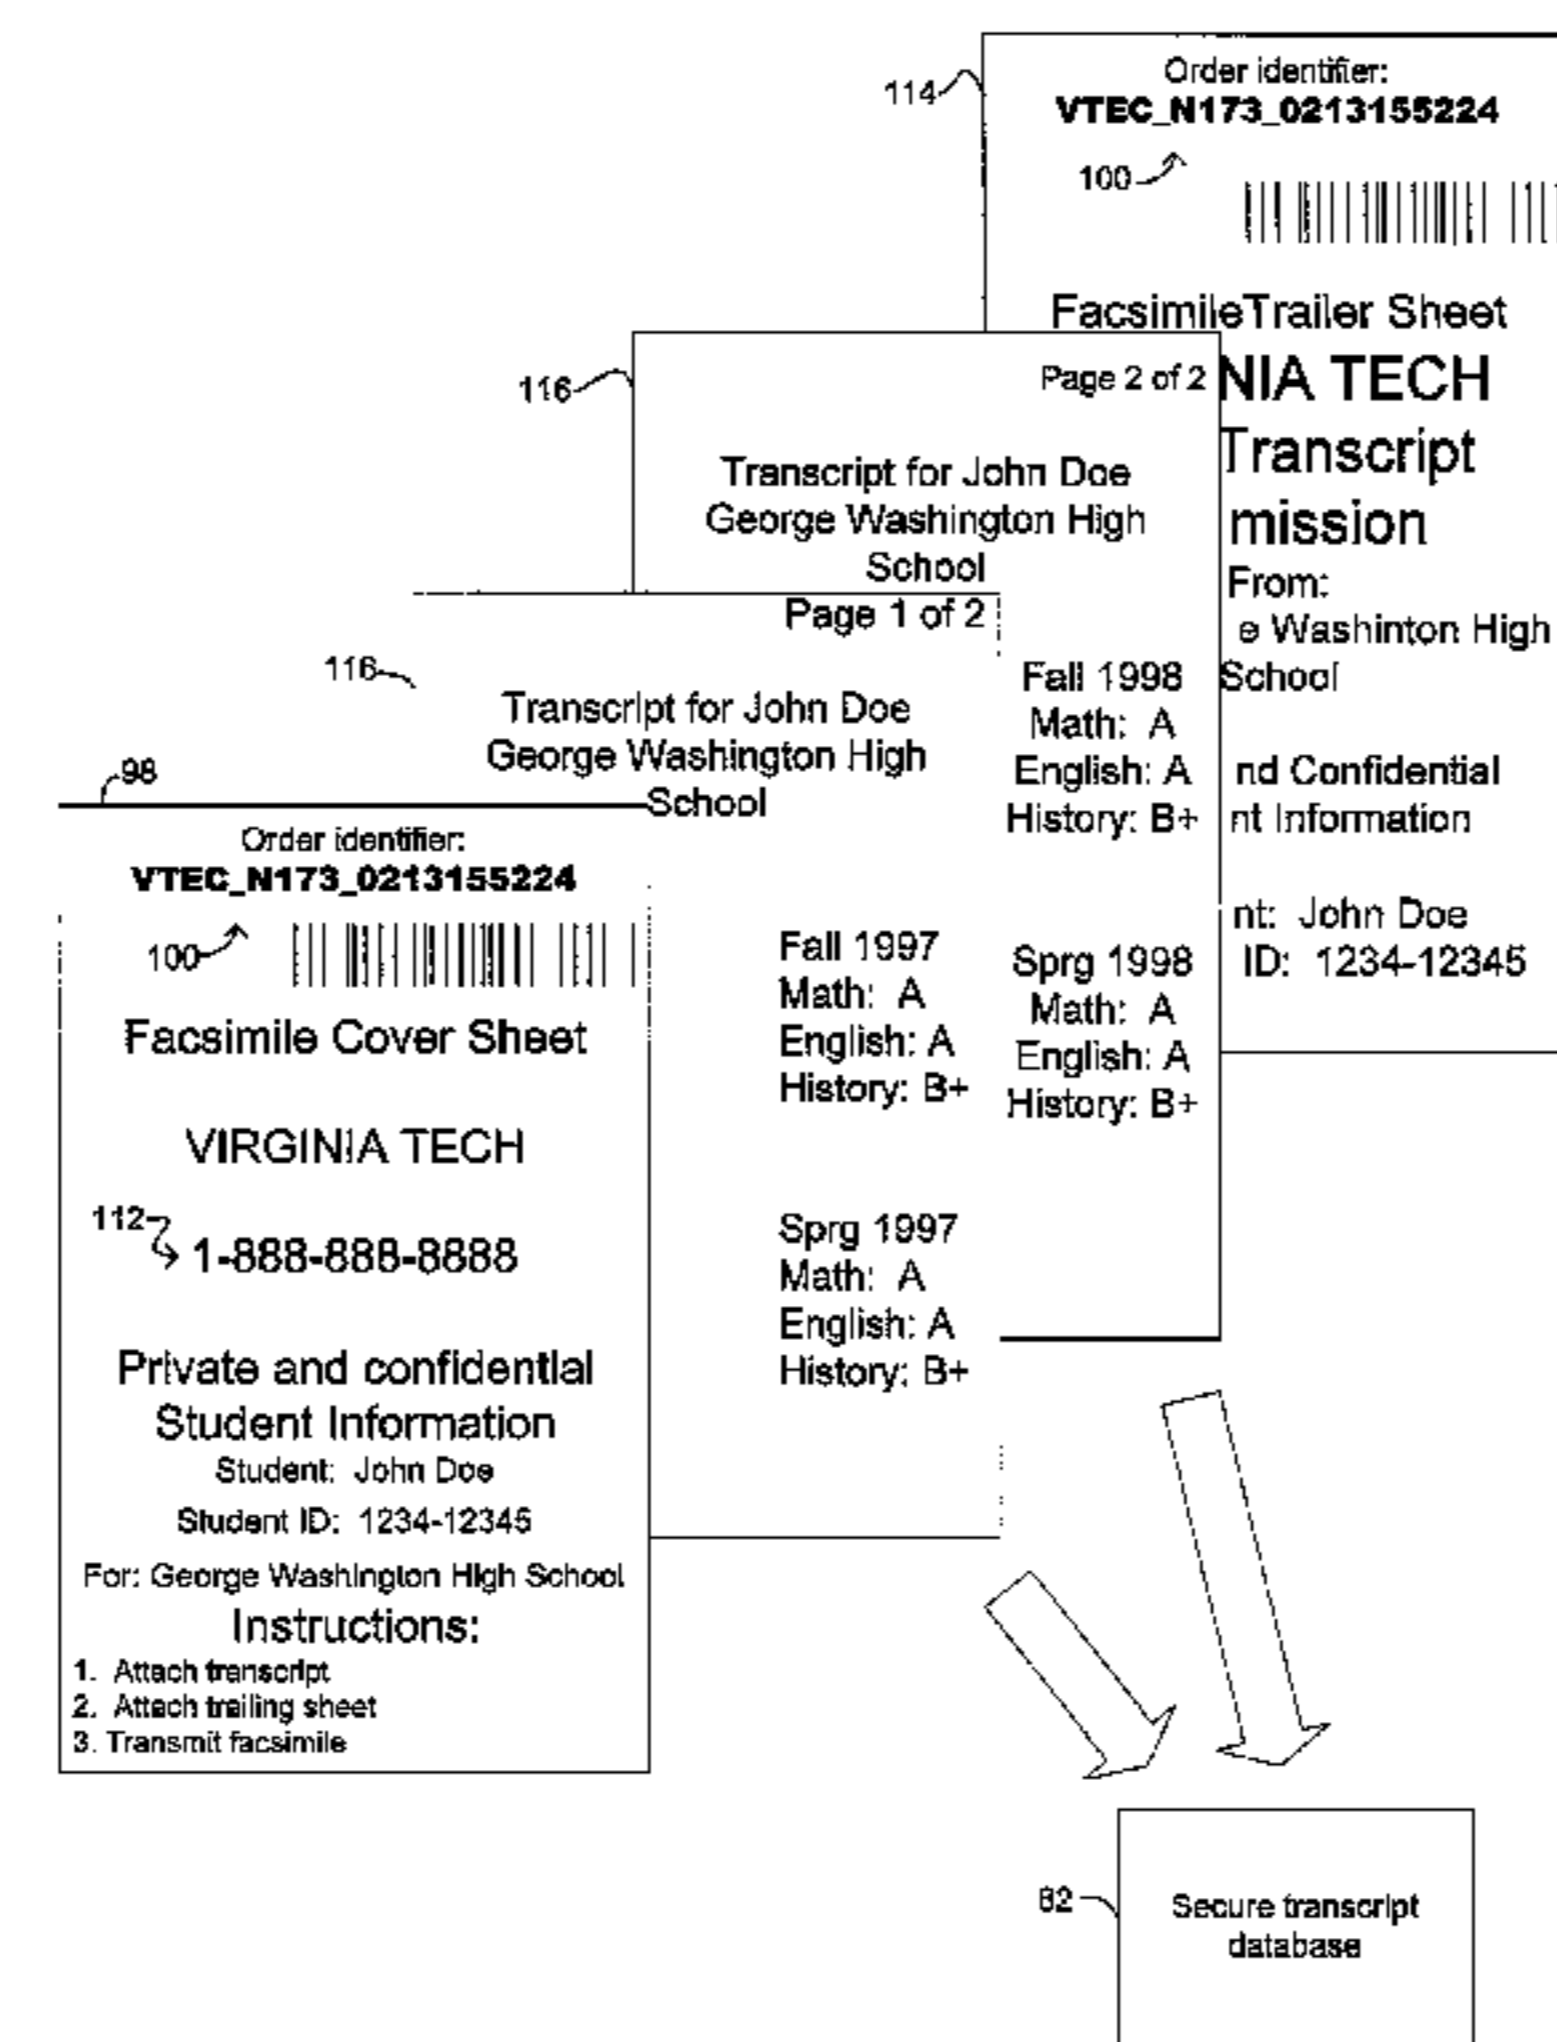 114
Order identifier:
VTEC_N173_0213155224
100
FacsimileTrailer Sheet
NIA TECH
Transcript
mission
From:
e Washinton High
School
nd Confidential
nt Information
nt: John Doe
ID: 1234-12345
116
Page 2 of 2
Transcript for John Doe
George Washington High
School
Fall 1998
Math: A
English: A
History: B+
Sprg 1998
Math: A
English: A
History: B+
116
Page 1 of 2
Transcript for John Doe
George Washington High
School
Fall 1997
Math: A
English: A
History: B+
Sprg 1997
Math: A
English: A
History: B+
98
Order identifier:
VTEC_N173_0213155224
100
Facsimile Cover Sheet
VIRGINIA TECH
112
1-888-888-8888
Private and confidential
Student Information
Student: John Doe
Student ID: 1234-12345
For: George Washington High School
Instructions:
1. Attach transcript
2. Attach trailing sheet
3. Transmit facsimile
82
Secure transcript
database